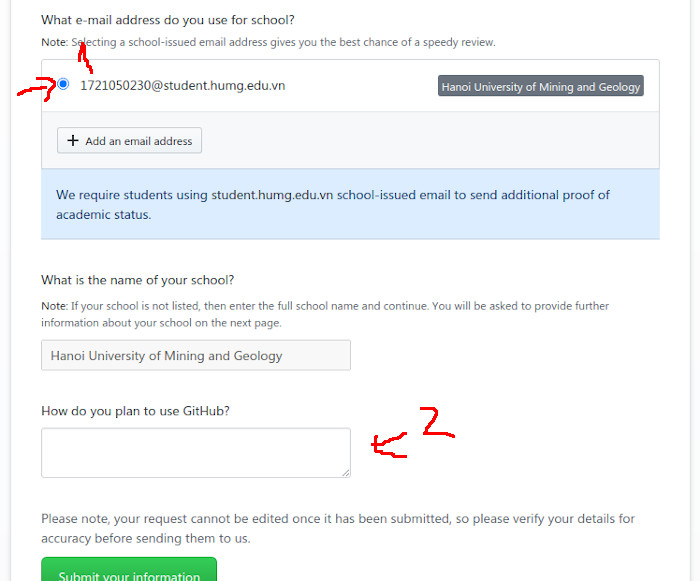 What e-mail address do you use for school?
Note: Selecting a school-issued email address gives you the best chance of a speedy review.
1721050230@student.humg.edu.vn
Hanoi University of Mining and Geology
+ Add an email address
We require students using student.humg.edu.vn school-issued email to send additional proof of
academic status.
What is the name of your school?
Note: If your school is not listed, then enter the full school name and continue. You will be asked to provide further
information about your school on the next page.
Hanoi University of Mining and Geology
How do you plan to use GitHub?
2
Please note, your request cannot be edited once it has been submitted, so please verify your details for
accuracy before sending them to us.
Submit your information